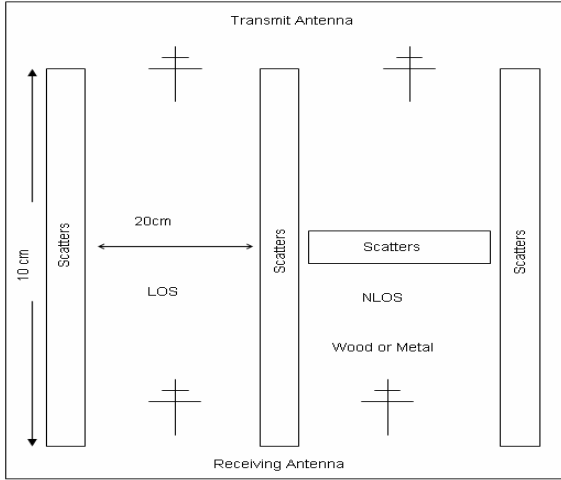 Transmit Antenna
Scatters
10 cm
20cm
Scatters
Scatters
Scatters
LOS
NLOS
Wood or Metal
Receiving Antenna